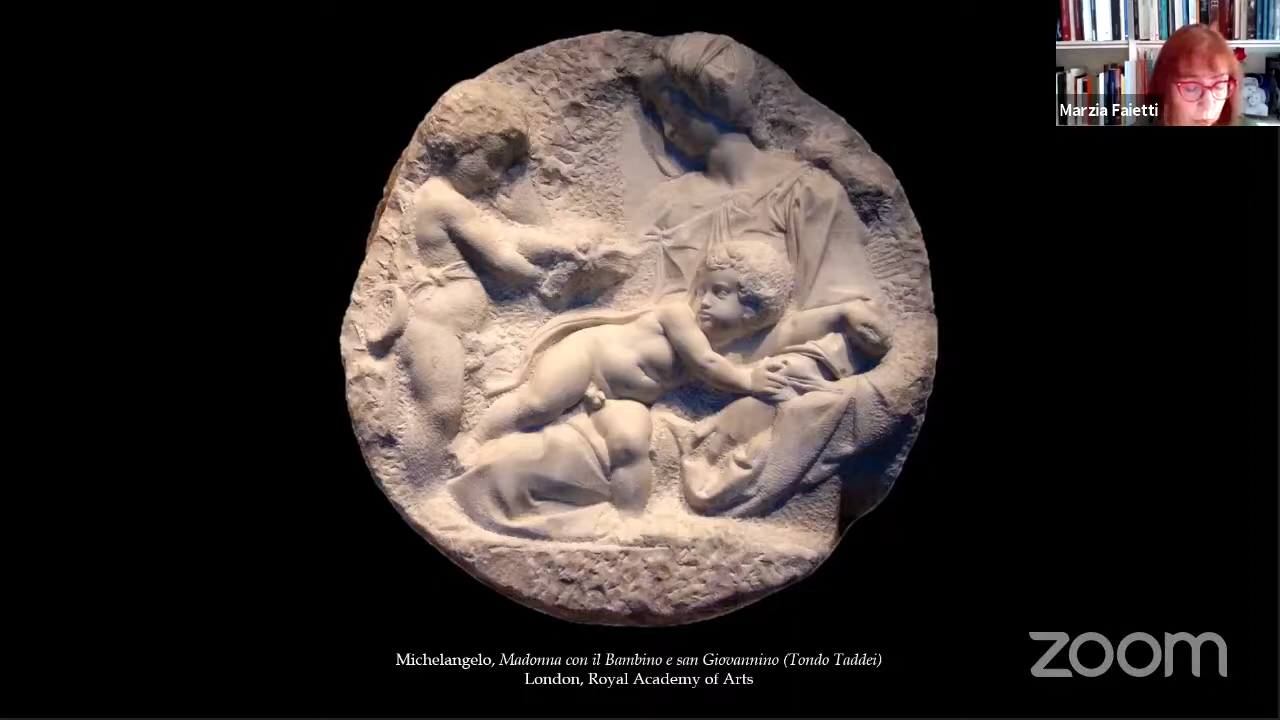 Marzia Faietti
Michelangelo, Madonna con il Bambino e san Giovannino (Tondo Taddei)
London, Royal Academy of Arts
zoom